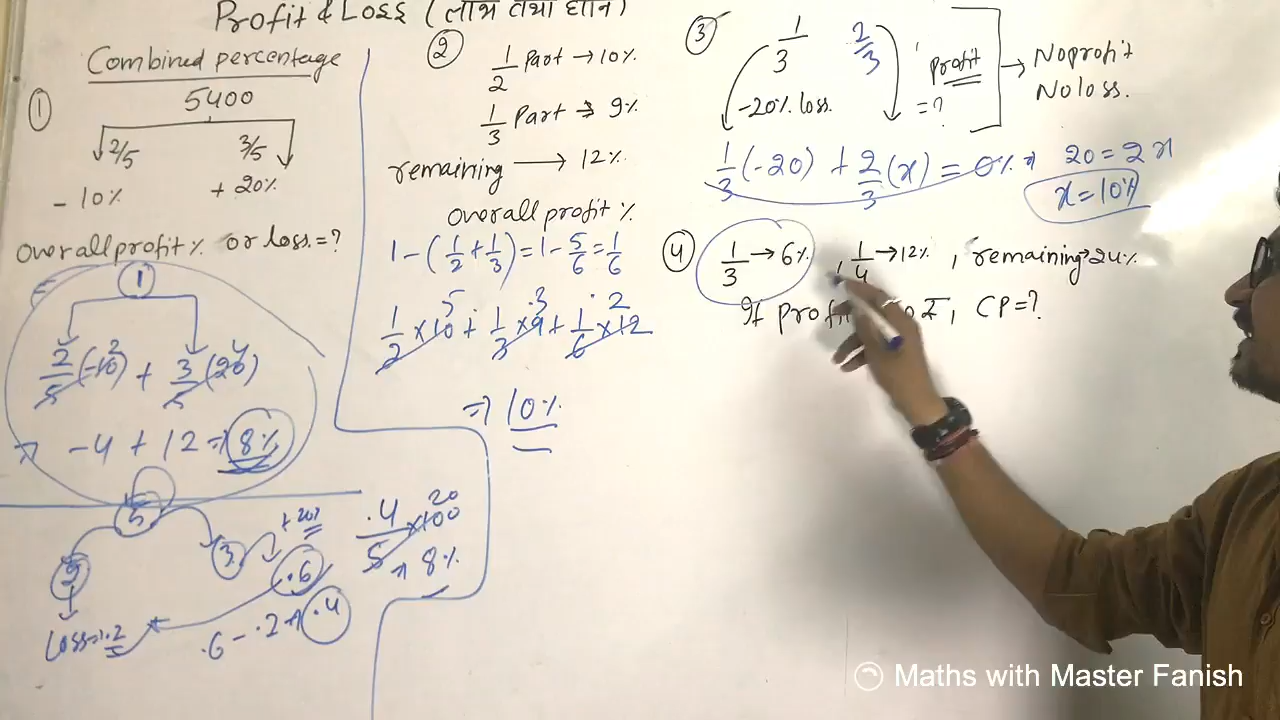 Profit & Loss (लाभ तथा हानि)
Combined percentage
①
5400
2/5 3/5
- 10% + 20%
overall profit % or loss = ?
①
2/5 (-10) 2 + 3/5 (20) 4
⇒ -4 + 12 ⇒ 8%
5
3 +20%
.6
Loss ⇒ .2
.6 - .2 ⇒ .4
.4/5 × 100 20
⇒ 8%
②
1/2 Part → 10%
1/3 Part → 9%
remaining → 12%
overall profit %
1 - (1/2 + 1/3) = 1 - 5/6 = 1/6
1/2 × 10 5 + 1/3 × 9 3 + 1/6 × 12 2
⇒ 10%
③
1/3 2/3 profit → No profit
-20% loss = ? No loss.
1/3 (-20) + 2/3 (x) = 0% ⇒ 20 = 2x
x = 10%
④ 1/3 → 6%, 1/4 → 12%, remaining → 24%
If CP = ?
Maths with Master Fanish